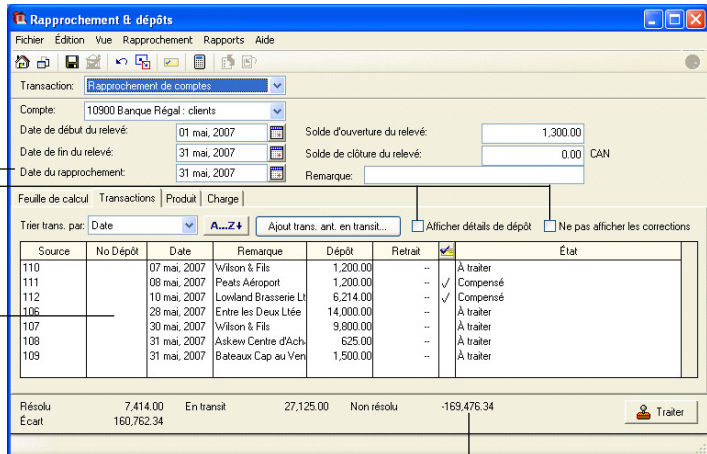 Rapprochement & dépôts
Fichier Édition Vue Rapprochement Rapports Aide
Transaction: Rapprochement de comptes
Compte: 10900 Banque Régal : clients
Date de début du relevé: 01 mai, 2007 Solde d'ouverture du relevé: 1,300.00
Date de fin du relevé: 31 mai, 2007 Solde de clôture du relevé: 0.00 CAN
Date du rapprochement: 31 mai, 2007 Remarque:
Feuille de calcul Transactions Produit Charge
Trier trans. par: Date A...Z Ajout trans. ant. en transit... Afficher détails de dépôt Ne pas afficher les corrections
Source No Dépôt Date Remarque Dépôt Retrait État
110 07 mai, 2007 Wilson & Fils 1,200.00 -- À traiter
111 08 mai, 2007 Peats Aéroport 1,200.00 -- ✓ Compensé
112 10 mai, 2007 Lowland Brasserie Lt 6,214.00 -- ✓ Compensé
106 28 mai, 2007 Entre les Deux Ltée 14,000.00 -- À traiter
107 30 mai, 2007 Wilson & Fils 9,800.00 -- À traiter
108 31 mai, 2007 Askew Centre d'Ach 625.00 -- À traiter
109 31 mai, 2007 Bateaux Cap au Ven 1,500.00 -- À traiter
Résolu 7,414.00 En transit 27,125.00 Non résolu -169,476.34
Écart 160,762.34
Traiter